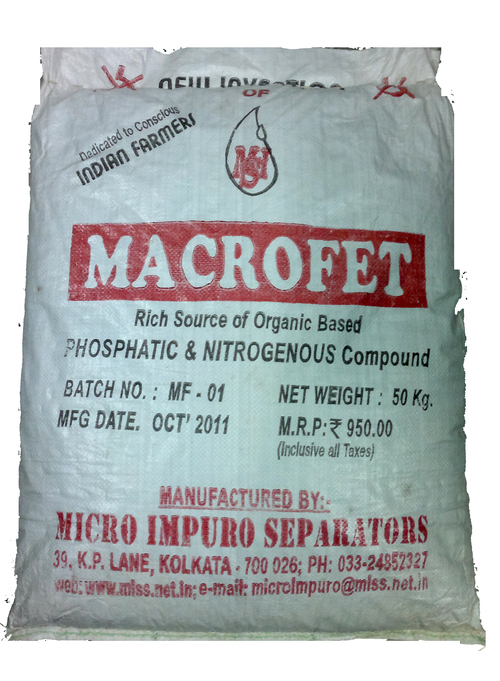 OF
Dedicated to Conscious
INDIAN FARMERS
MACROFET
Rich Source of Organic Based
PHOSPHATIC & NITROGENOUS Compound
BATCH NO. : MF - 01
NET WEIGHT : 50 Kg.
MFG DATE. OCT' 2011
M.R.P: ₹ 950.00
(Inclusive all Taxes)
MANUFACTURED BY:-
MICRO IMPURO SEPARATORS
39, K.P. LANE, KOLKATA - 700 026; PH: 033-24852327
web: www.miss.net.in; e-mail: microimpuro@miss.net.in